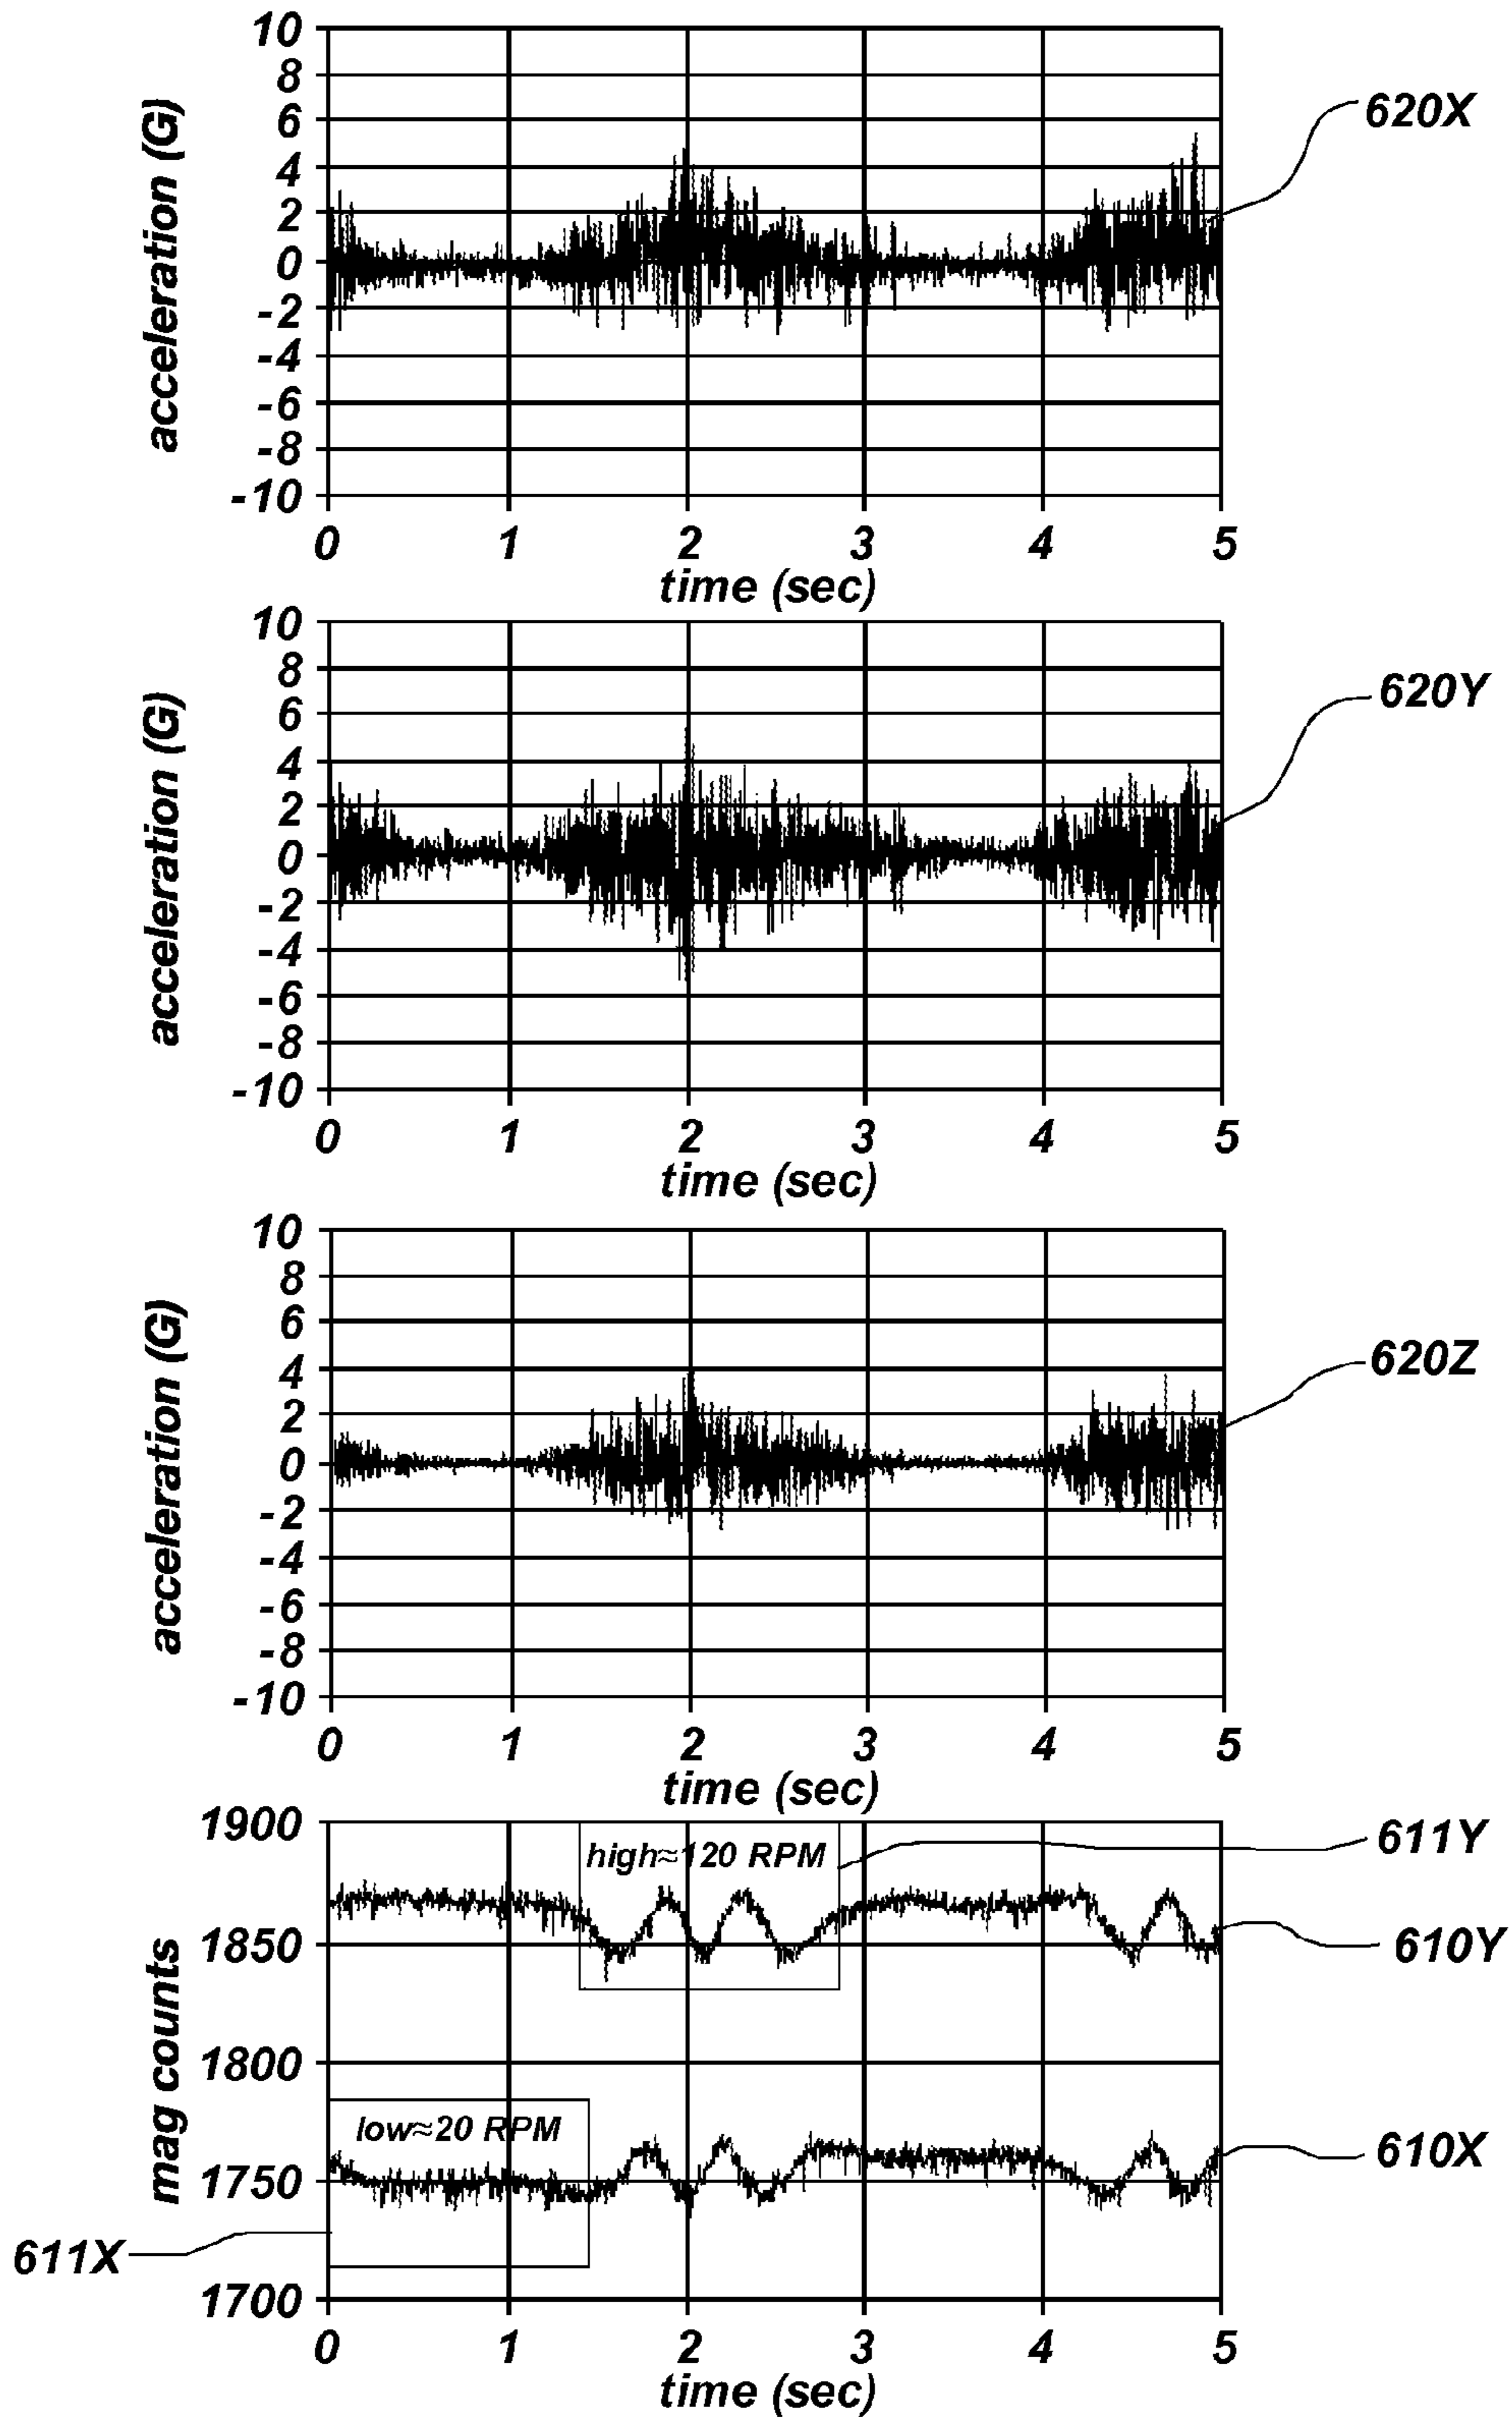 10
8
6
4
2
0
-2
-4
-6
-8
-10
acceleration (G)
0 1 2 3 4 5
time (sec)
620X
10
8
6
4
2
0
-2
-4
-6
-8
-10
acceleration (G)
0 1 2 3 4 5
time (sec)
620Y
10
8
6
4
2
0
-2
-4
-6
-8
-10
acceleration (G)
0 1 2 3 4 5
time (sec)
620Z
1900
1850
1800
1750
1700
mag counts
high≈120 RPM
low≈20 RPM
611Y
610Y
610X
611X
0 1 2 3 4 5
time (sec)